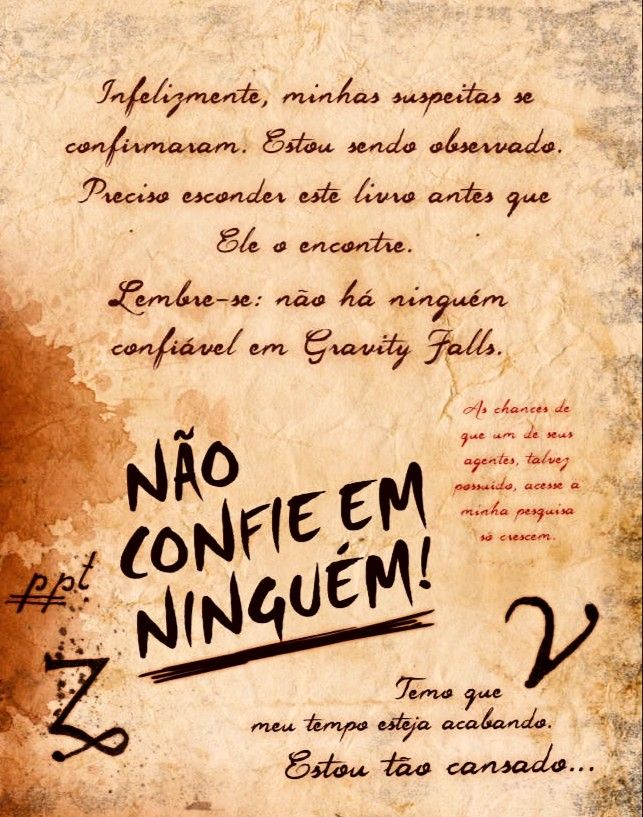 Infelizmente, minhas suspeitas se
confirmaram. Estou sendo observado.
Preciso esconder este livro antes que
Ele o encontre.
Lembre-se: não há ninguém
confiável em Gravity Falls.
As chances de
que um de seus
agentes, talvez
possuído, acesse a
minha pesquisa
só crescem.
NÃO
CONFIE EM
NINGUÉM!
ppt
Temo que
meu tempo esteja acabando.
Estou tão cansado...